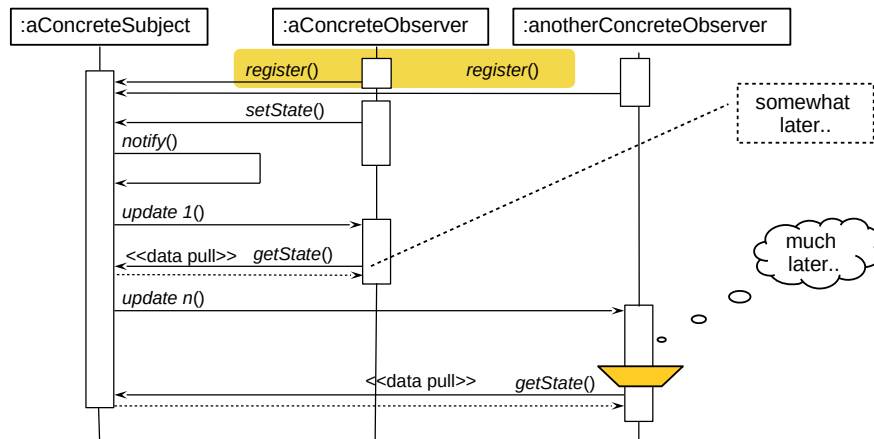 :aConcreteSubject
:aConcreteObserver
:anotherConcreteObserver
register()
register()
somewhat
later..
setState()
notify()
update 1()
<<data pull>>
getState()
much
later..
update n()
<<data pull>>
getState()